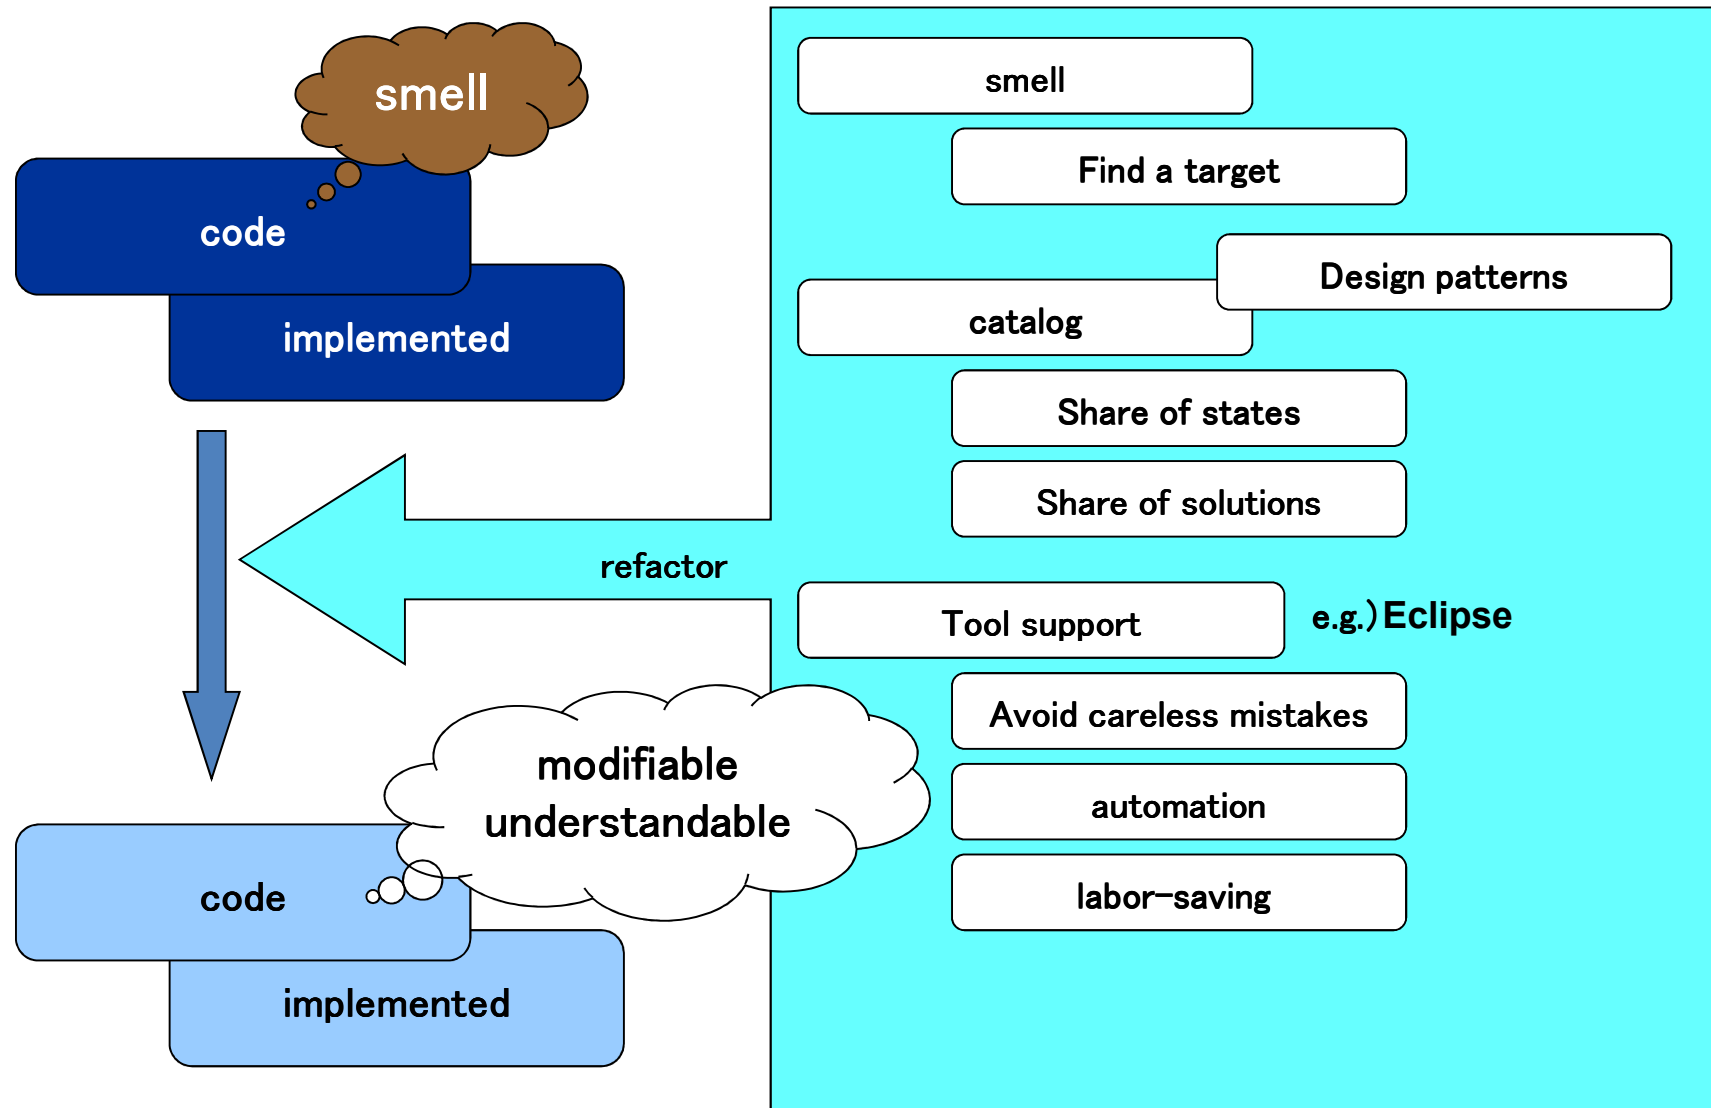 smell
code
implemented
refactor
modifiable
understandable
code
implemented
smell
Find a target
Design patterns
catalog
Share of states
Share of solutions
Tool support
e.g.)Eclipse
Avoid careless mistakes
automation
labor-saving